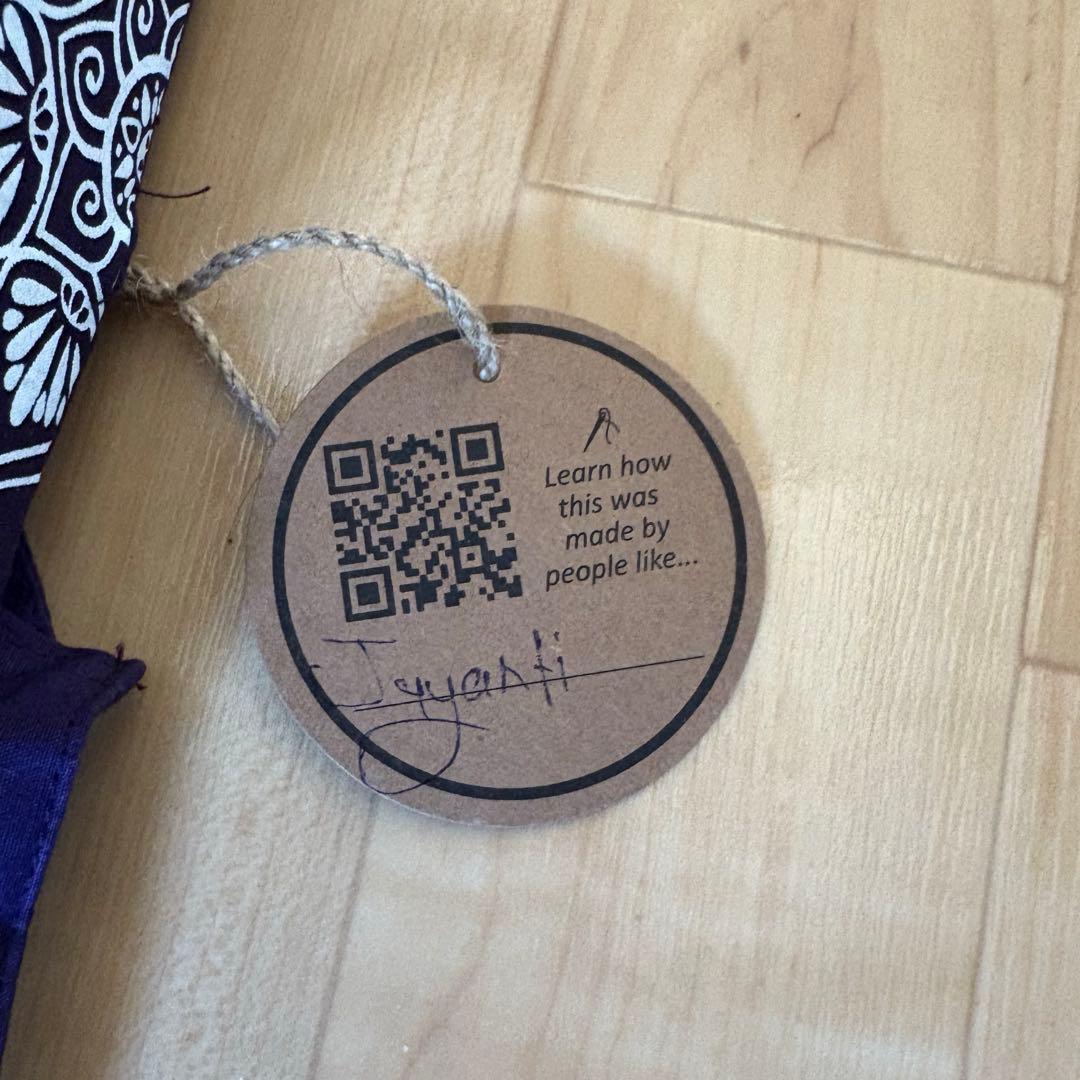 Learn how
this was
made by
people like...
Jayanti